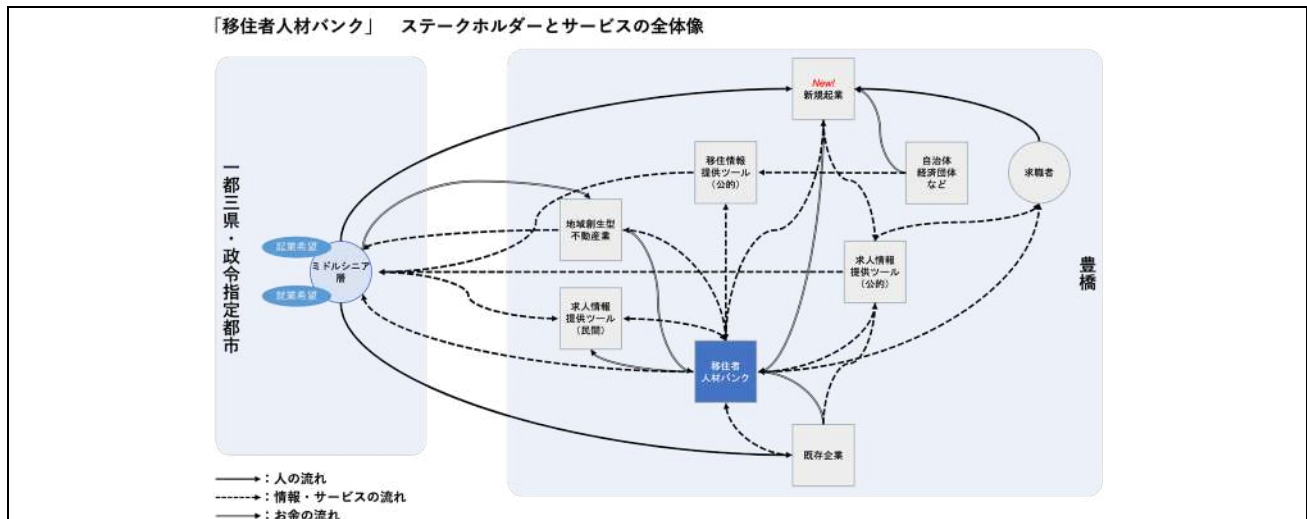 「移住者人材バンク」　ステークホルダーとサービスの全体像
一都三県・政令指定都市
起業希望
ミドルシニア
層
就業希望
New!
新規起業
移住情報
提供ツール
（公的）
自治体
経済団体
など
求職者
地域創生型
不動産業
求人情報
提供ツール
（公的）
豊橋
求人情報
提供ツール
（民間）
移住者
人材バンク
既存企業
：人の流れ
：情報・サービスの流れ
：お金の流れ